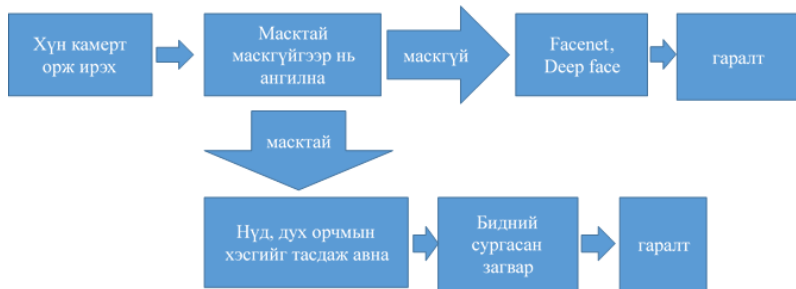 Хүн камерт
орж ирэх
Масктай
маскгүйгээр нь
ангилна
маскгүй
Facenet,
Deep face
гаралт
масктай
Нүд, дух орчмын
хэсгийг тасдаж авна
Бидний
сургасан
загвар
гаралт